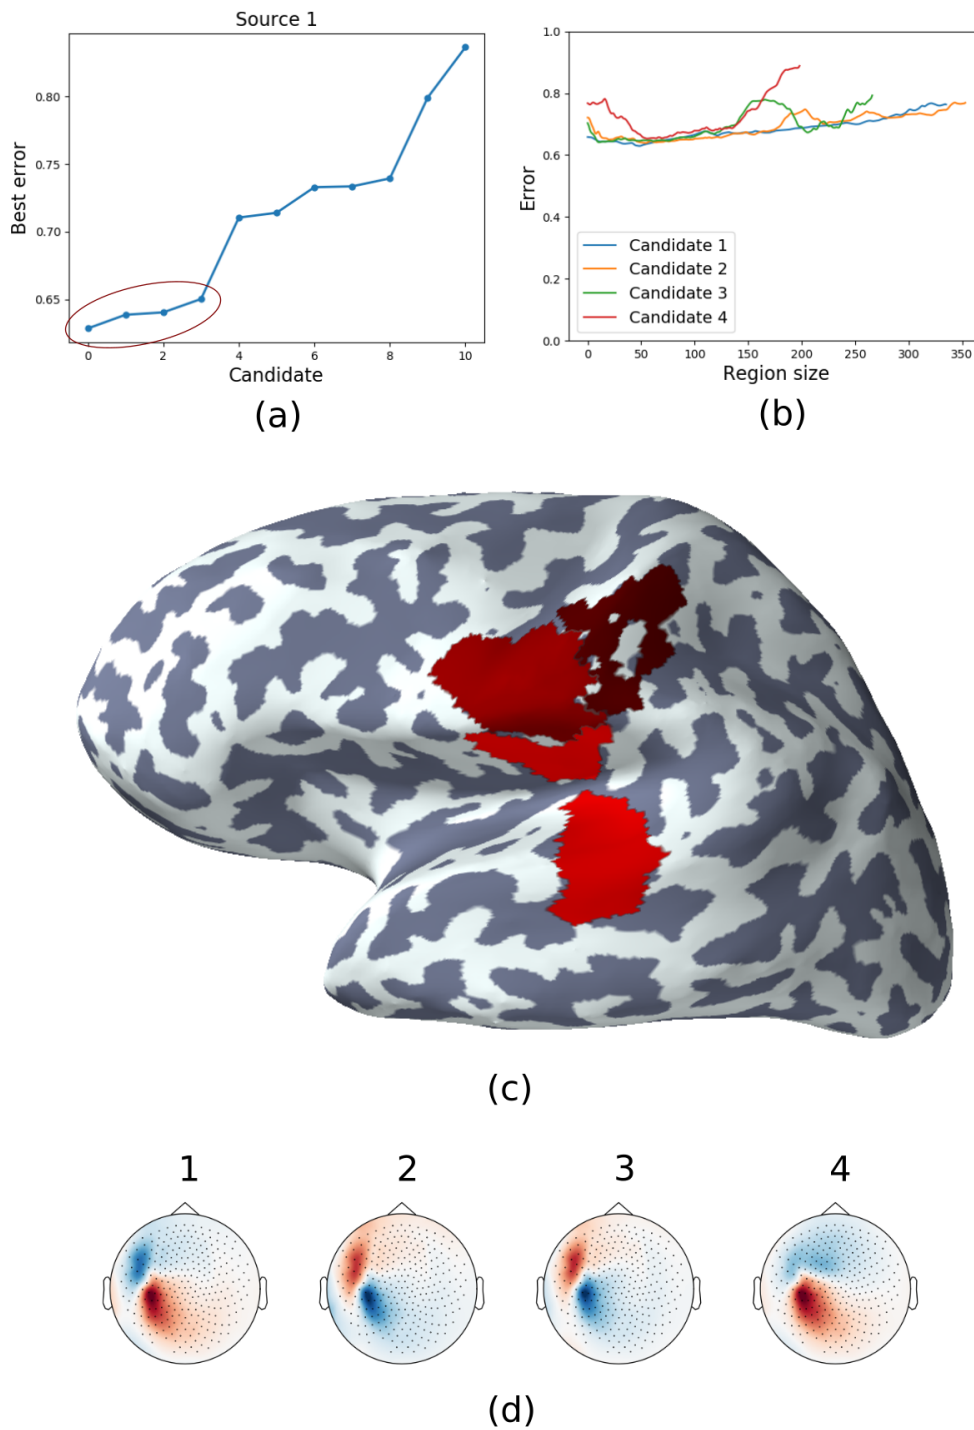 Source 1
Best error
0.80
0.75
0.70
0.65
0 2 4 6 8 10
Candidate
(a)
Error
1.0
0.8
0.6
0.4
0.2
0.0
Candidate 1
Candidate 2
Candidate 3
Candidate 4
0 50 100 150 200 250 300 350
Region size
(b)
(c)
1 2 3 4
(d)